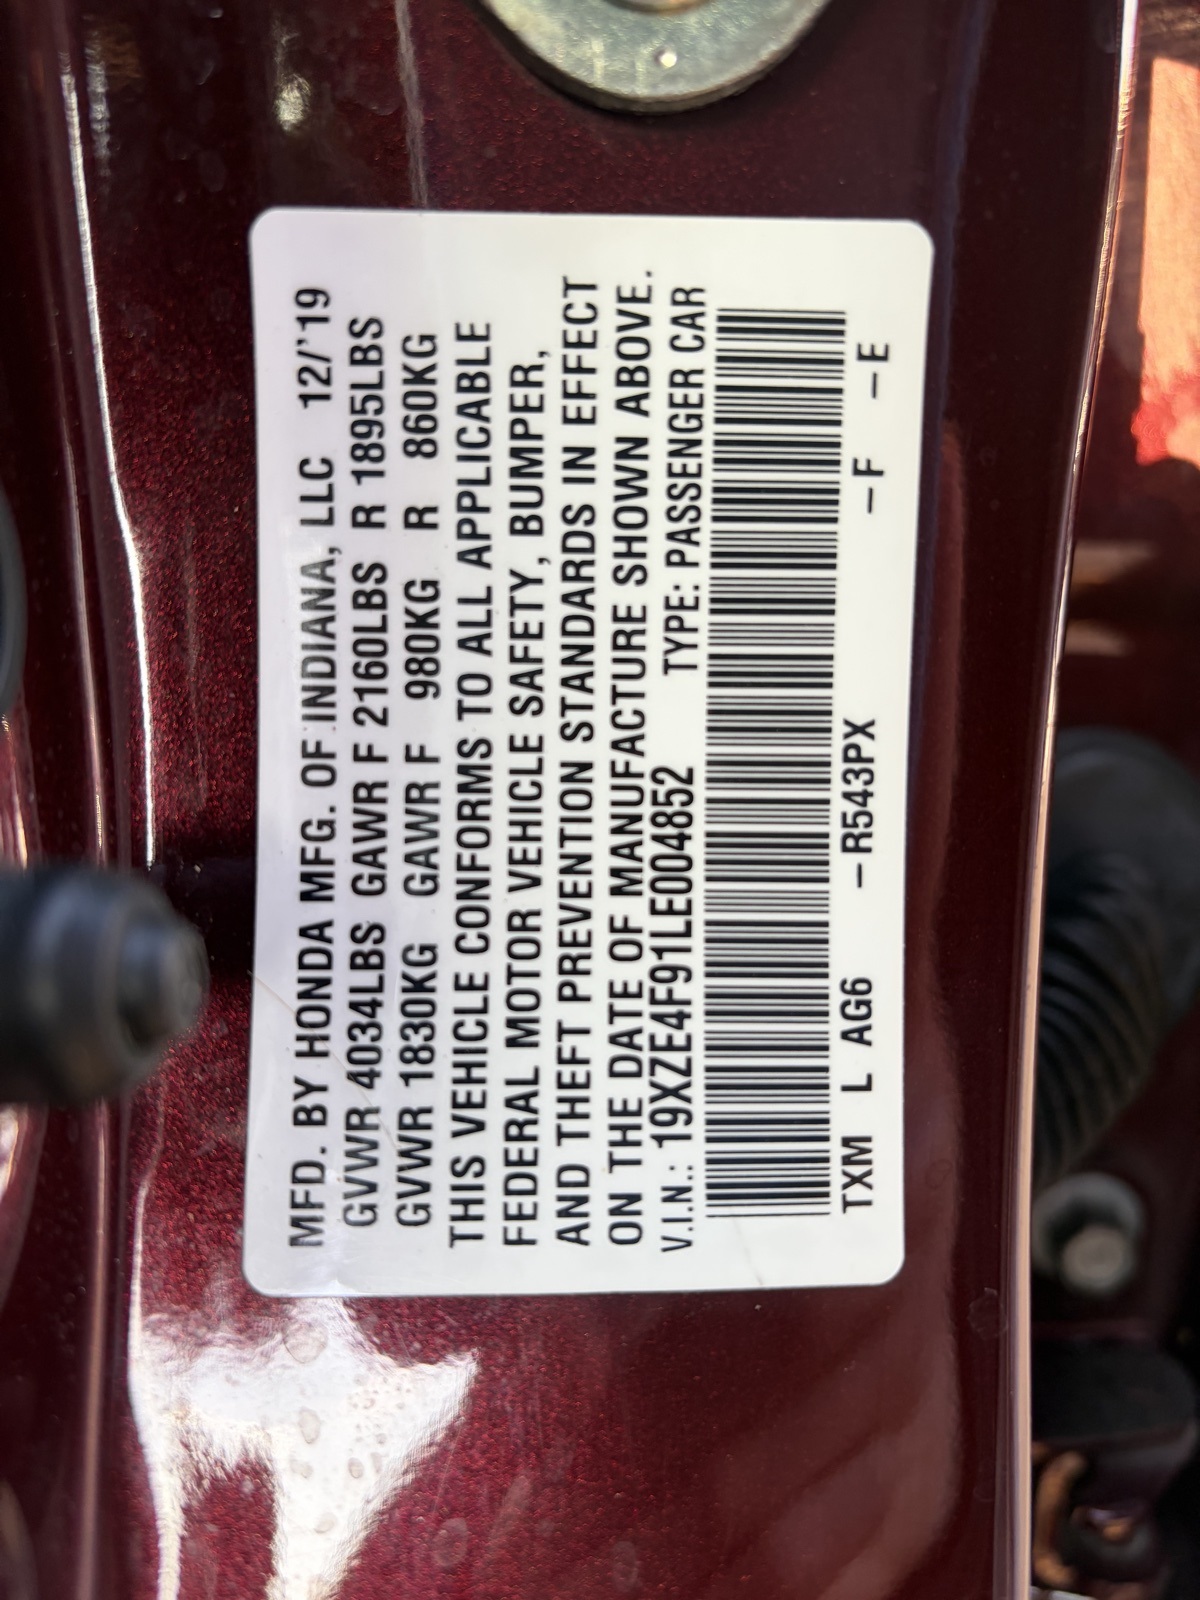 MFD. BY HONDA MFG. OF INDIANA, LLC 12/'19
GVWR 4034LBS GAWR F 2160LBS R 1895LBS
GVWR 1830KG GAWR F 980KG R 860KG
THIS VEHICLE CONFORMS TO ALL APPLICABLE
FEDERAL MOTOR VEHICLE SAFETY, BUMPER,
AND THEFT PREVENTION STANDARDS IN EFFECT
ON THE DATE OF MANUFACTURE SHOWN ABOVE.
V.I.N.: 19XZE4F91LE004852 TYPE: PASSENGER CAR
TXM L AG6 –R543PX –F –E